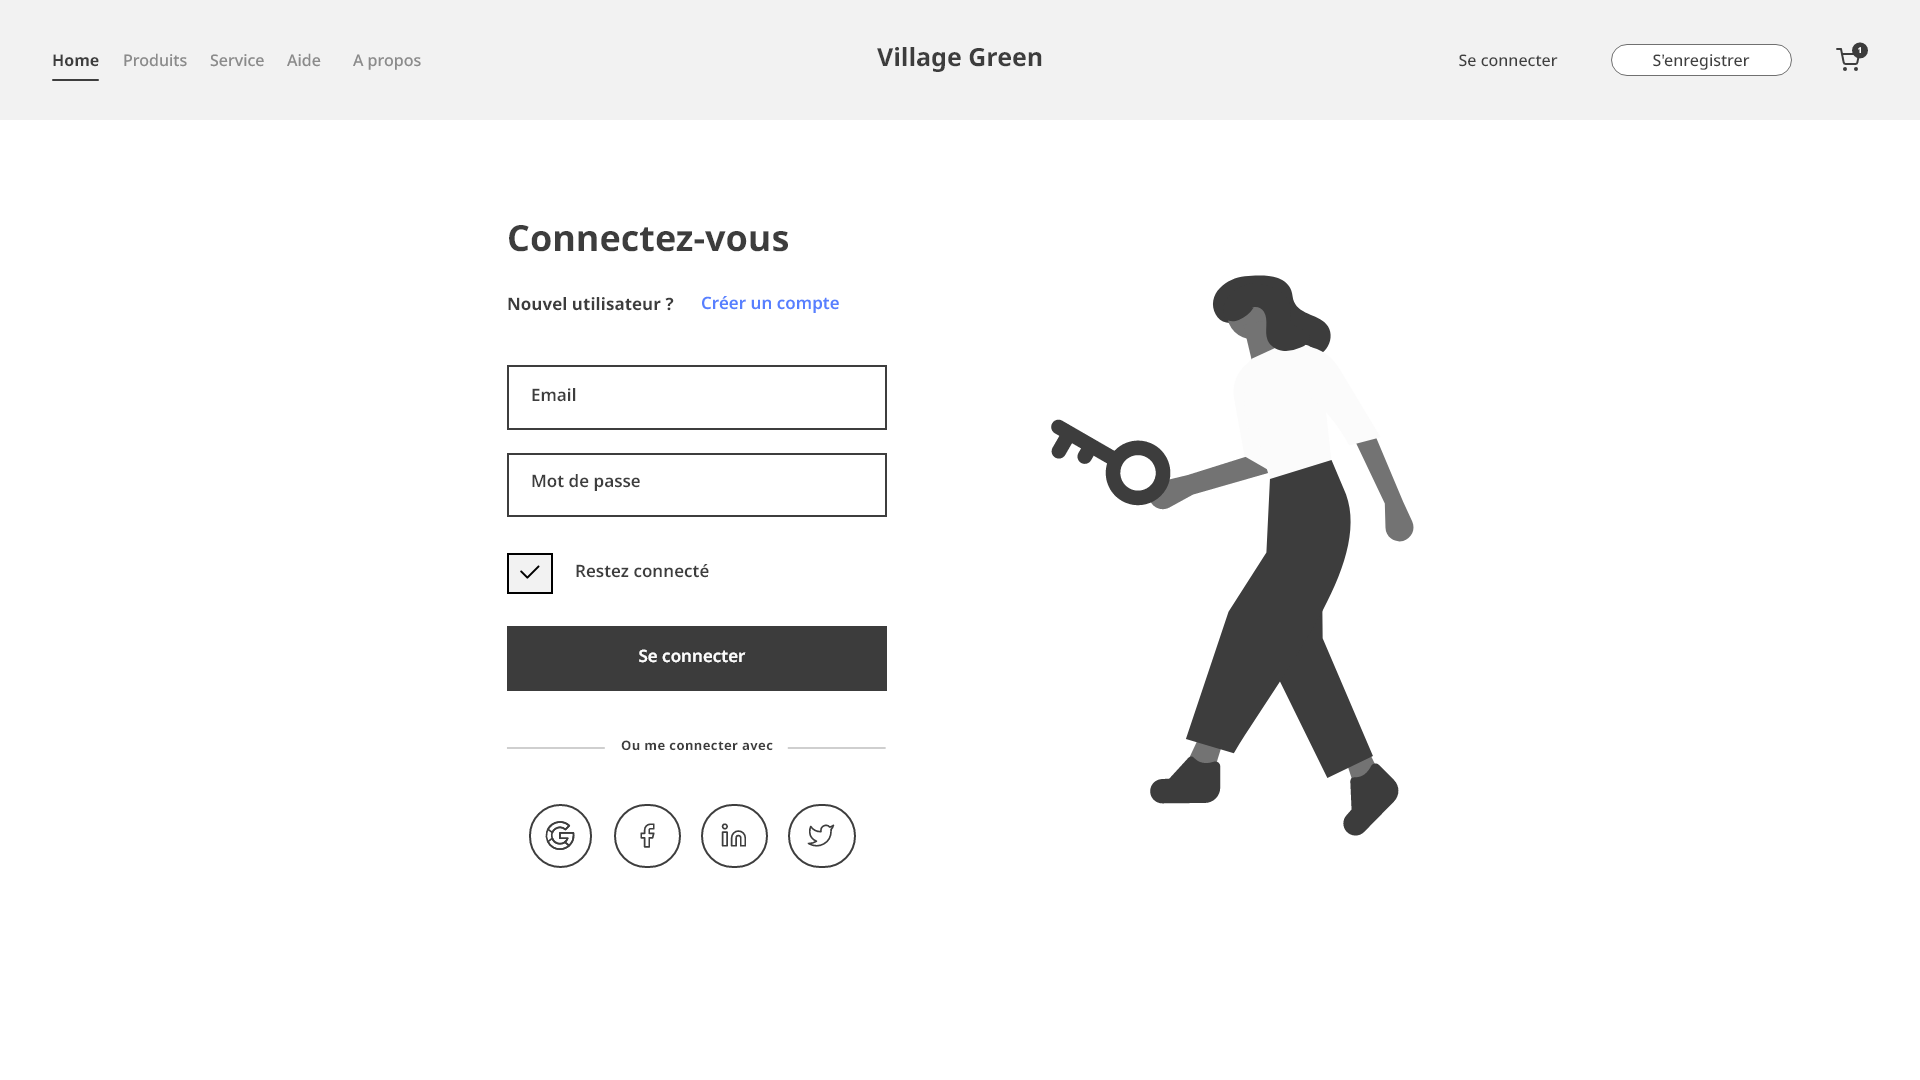 Home Produits Service Aide A propos Village Green Se connecter S'enregistrer 1
Connectez-vous
Nouvel utilisateur ? Créer un compte
Email
Mot de passe
Restez connecté
Se connecter
Ou me connecter avec